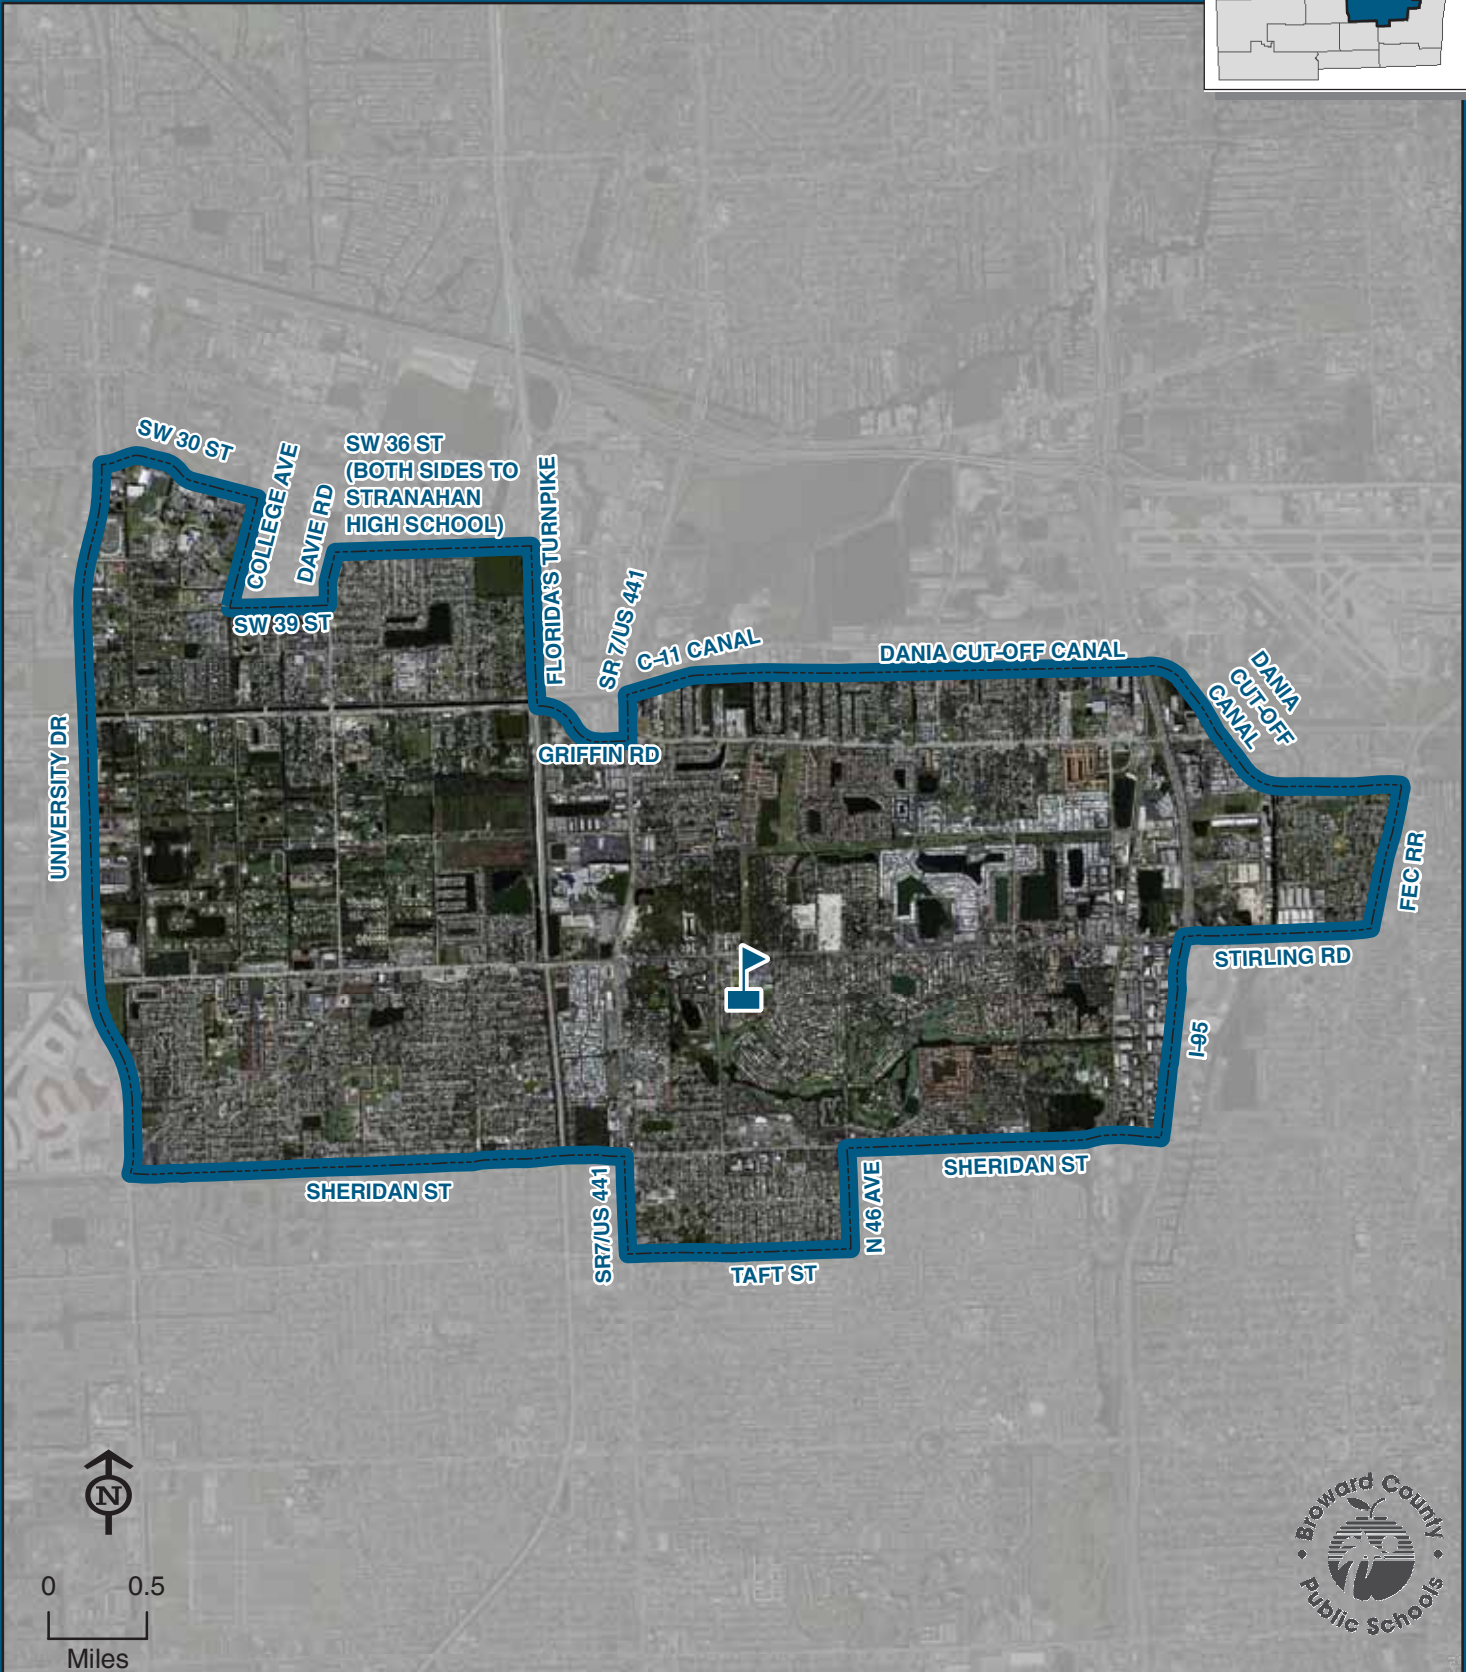 SW 30 ST
COLLEGE AVE
DAVIE RD
SW 36 ST
(BOTH SIDES TO
STRANAHAN
HIGH SCHOOL)
FLORIDA'S TURNPIKE
SW 39 ST
SR 7/US 441
C-11 CANAL
DANIA CUT-OFF CANAL
DANIA
CUT-OFF
CANAL
GRIFFIN RD
UNIVERSITY DR
FEC RR
STIRLING RD
I-95
SHERIDAN ST
SR7/US 441
TAFT ST
N 46 AVE
SHERIDAN ST
N
0 0.5
Miles
Broward County
Public Schools